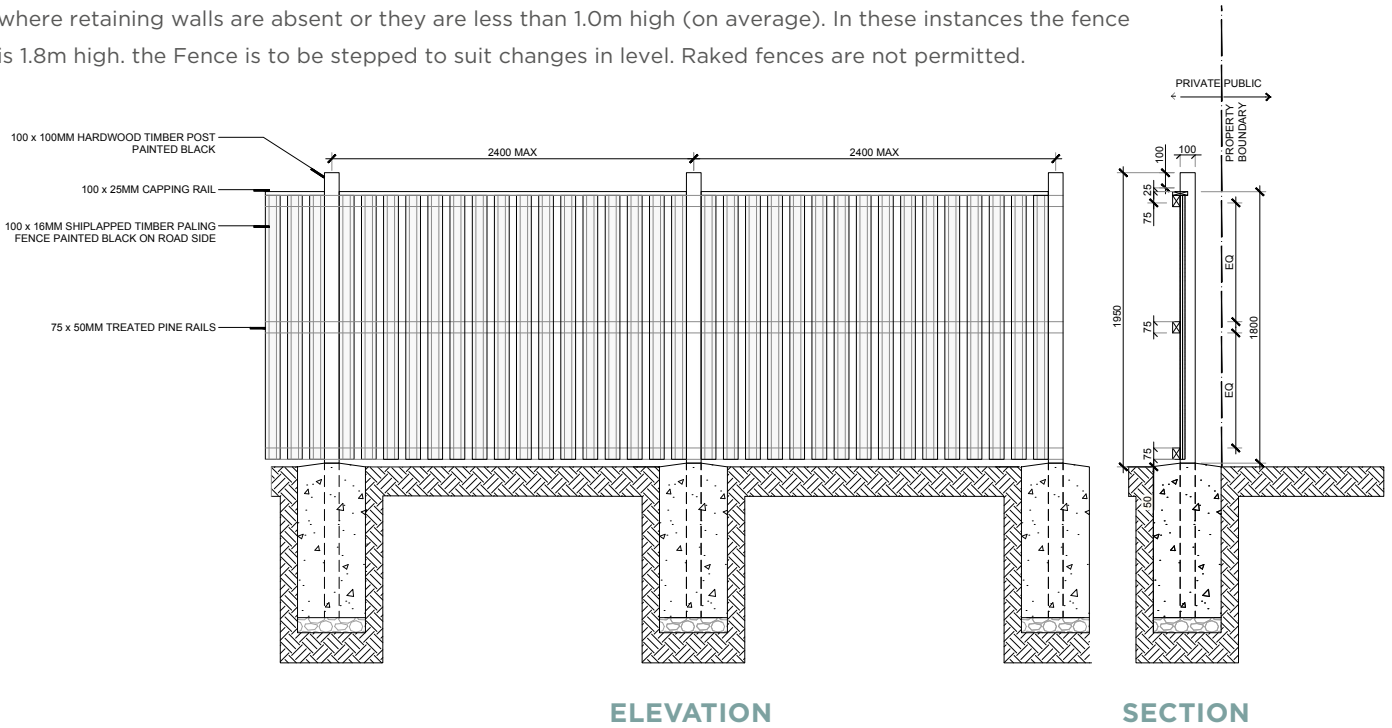 where retaining walls are absent or they are less than 1.0m high (on average). In these instances the fence
is 1.8m high. the Fence is to be stepped to suit changes in level. Raked fences are not permitted.
100 x 100MM HARDWOOD TIMBER POST
PAINTED BLACK
100 x 25MM CAPPING RAIL
100 x 16MM SHIPLAPPED TIMBER PALING
FENCE PAINTED BLACK ON ROAD SIDE
75 x 50MM TREATED PINE RAILS
2400 MAX
2400 MAX
PRIVATE PUBLIC
PROPERTY
BOUNDARY
100
100
25
75
EQ
1950
75
1800
EQ
75
50
ELEVATION
SECTION